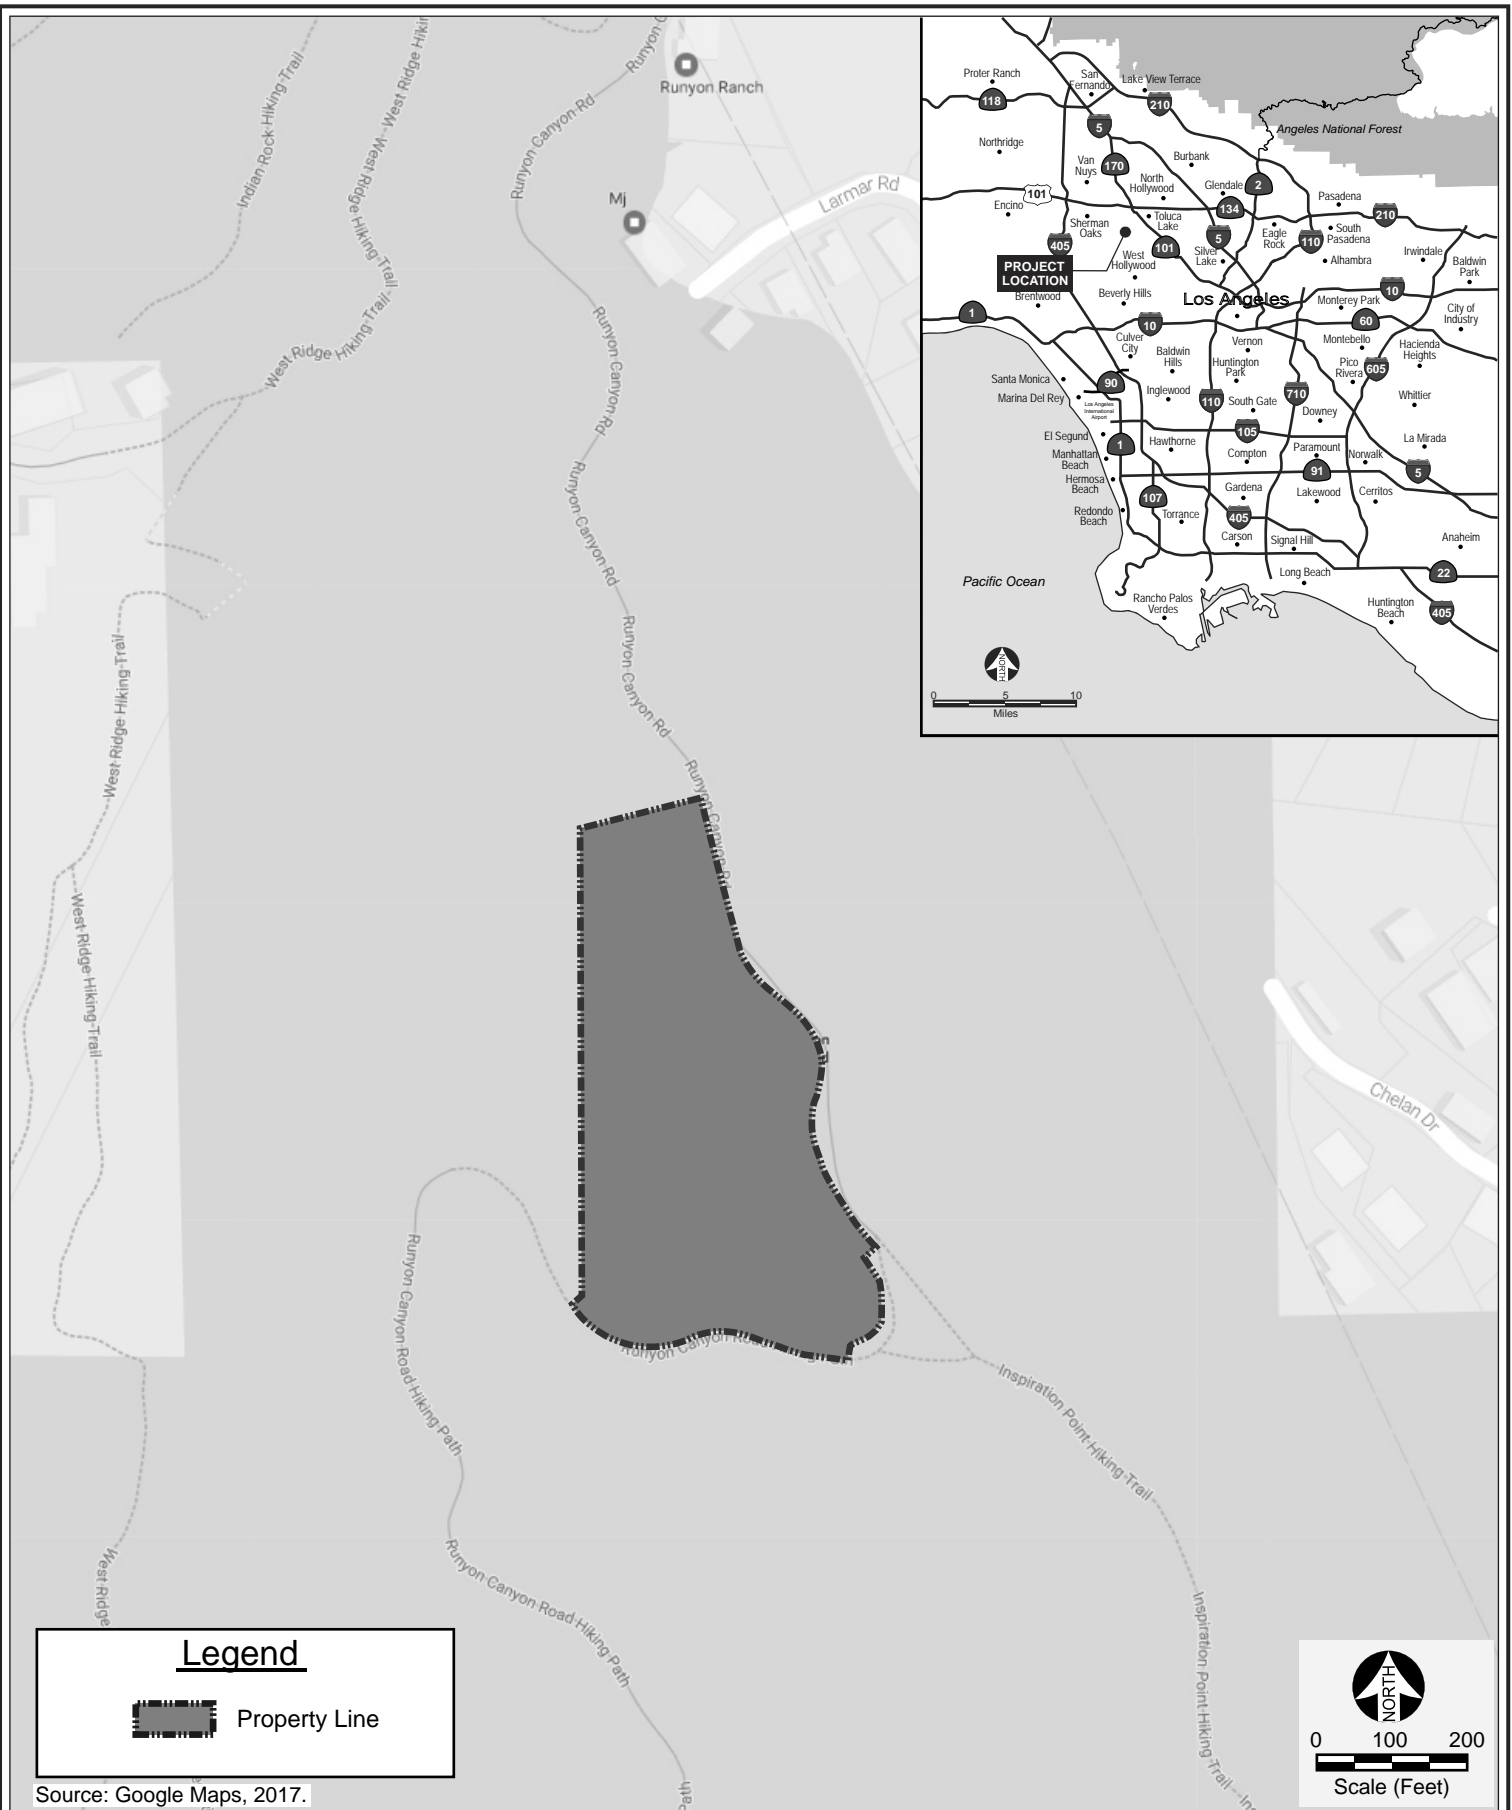 Indian Rock Hiking Trail
West Ridge Hiking Trail
West Ridge Hiking Trail
West Ridge Hiking Trail
Runyon Canyon Rd
Runyon Ranch
Mj
Larmar Rd
Runyon Canyon Rd
Runyon Canyon Rd
Runyon Canyon Rd
Runyon Canyon Rd
West Ridge Hiking Trail
West Ridge Hiking Trail
West Ridge
Runyon Canyon Road Hiking Path
Runyon Canyon Road Hiking Path
Inspiration Point Hiking Trail
Inspiration Point Hiking Trail
Chelan Dr
Proter Ranch
San
Fernando
Lake View Terrace
118
210
5
Angeles National Forest
Northridge
Van
Nuys
170
Burbank
North
Hollywood
Glendale
2
101
Encino
134
Pasadena
210
Sherman
Oaks
Toluca
Lake
405
101
5
Silver
Lake
Eagle
Rock
110
South
Pasadena
Alhambra
Irwindale
Baldwin
Park
PROJECT
LOCATION
West
Hollywood
Brentwood
Beverly Hills
Los Angeles
Monterey Park
10
City of
Industry
1
10
60
Culver
City
Baldwin
Hills
Vernon
Huntington
Park
Montebello
Pico
Rivera
605
Hacienda
Heights
Santa Monica
90
Marina Del Rey
Los Angeles
International
Airport
Inglewood
110
South Gate
710
Downey
Whittier
El Segund
1
Hawthorne
105
Compton
Paramount
Norwalk
La Mirada
Manhattan
Beach
91
5
Hermosa
Beach
107
Gardena
Lakewood
Cerritos
Redondo
Beach
Torrance
405
Carson
Signal Hill
Anaheim
Pacific Ocean
Long Beach
22
Rancho Palos
Verdes
Huntington
Beach
405
NORTH
0 5 10
Miles
Legend
Property Line
Source: Google Maps, 2017.
NORTH
0 100 200
Scale (Feet)